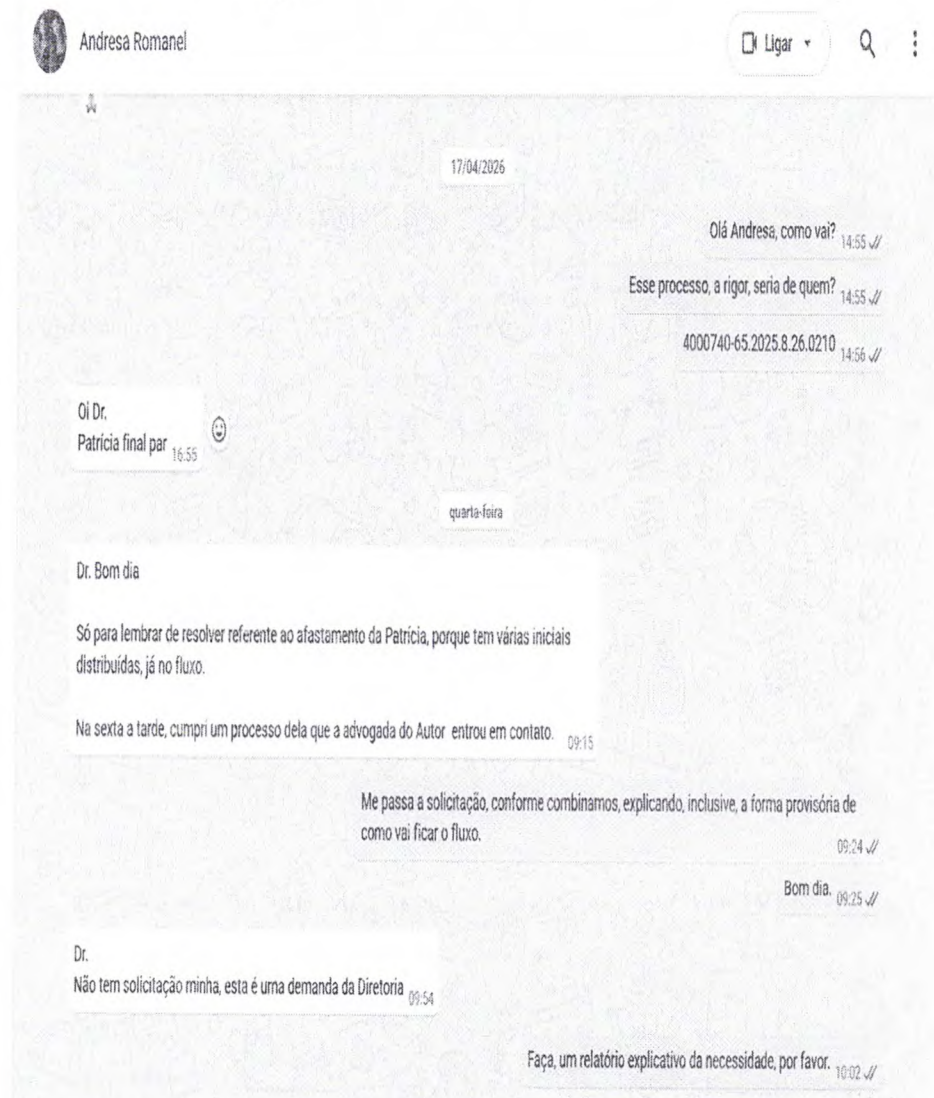 Andresa Romanel
Ligar
17/04/2026
Olá Andresa, como vai? 14:55
Esse processo, a rigor, seria de quem? 14:55
4000740-65.2025.8.26.0210 14:56
Oi Dr.
Patrícia final par 16:55
quarta-feira
Dr. Bom dia
Só para lembrar de resolver referente ao afastamento da Patrícia, porque tem várias iniciais
distribuídas, já no fluxo.
Na sexta a tarde, cumpri um processo dela que a advogada do Autor entrou em contato. 09:15
Me passa a solicitação, conforme combinamos, explicando, inclusive, a forma provisória de
como vai ficar o fluxo. 09:24
Bom dia. 09:25
Dr.
Não tem solicitação minha, esta é uma demanda da Diretoria 09:54
Faça, um relatório explicativo da necessidade, por favor. 10:02